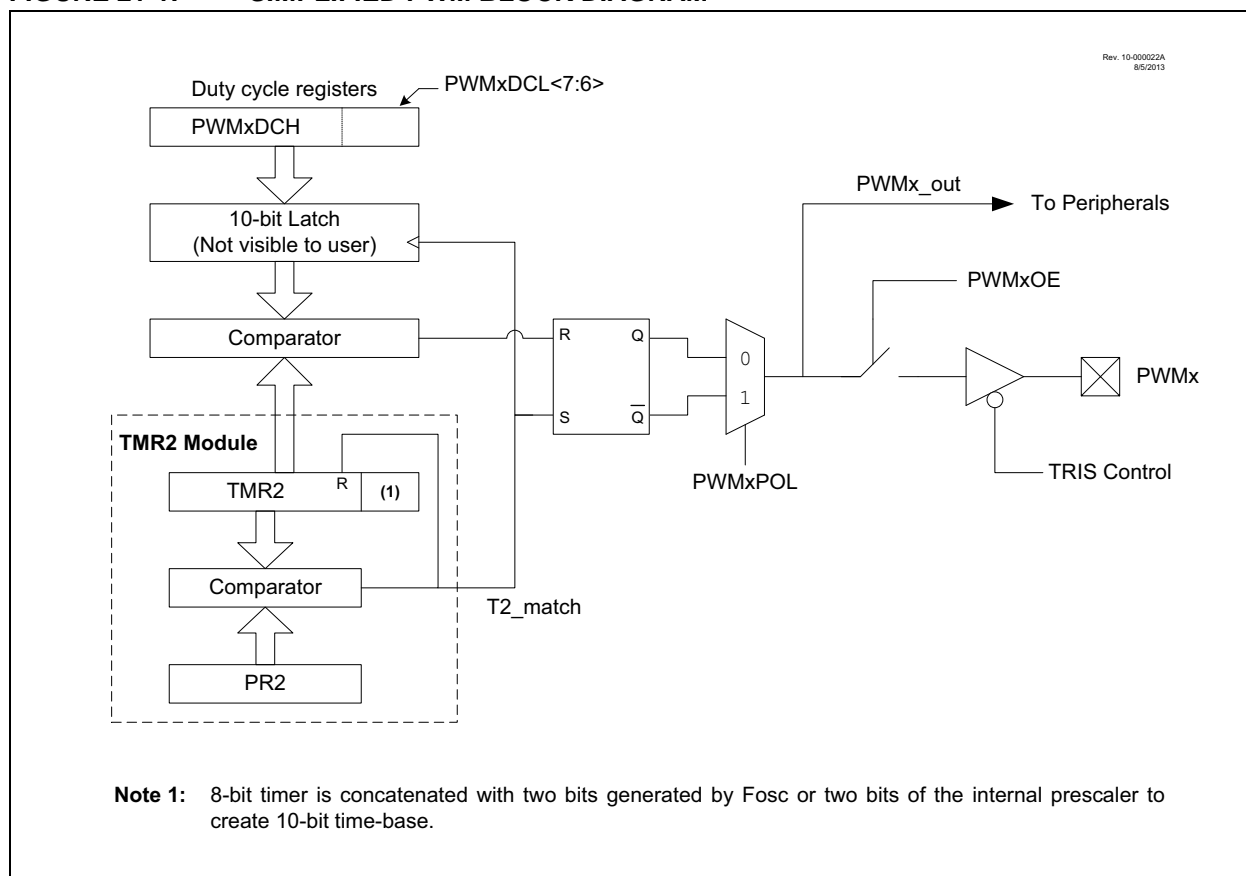 Rev. 10-000022A
8/5/2013
Duty cycle registers
PWMxDCL<7:6>
PWMxDCH
10-bit Latch
(Not visible to user)
Comparator
PWMx_out
To Peripherals
PWMxOE
R
Q
S
Q̅
0
1
PWMxPOL
PWMx
TRIS Control
TMR2 Module
R
TMR2
(1)
Comparator
T2_match
PR2
Note 1: 8-bit timer is concatenated with two bits generated by Fosc or two bits of the internal prescaler to
create 10-bit time-base.